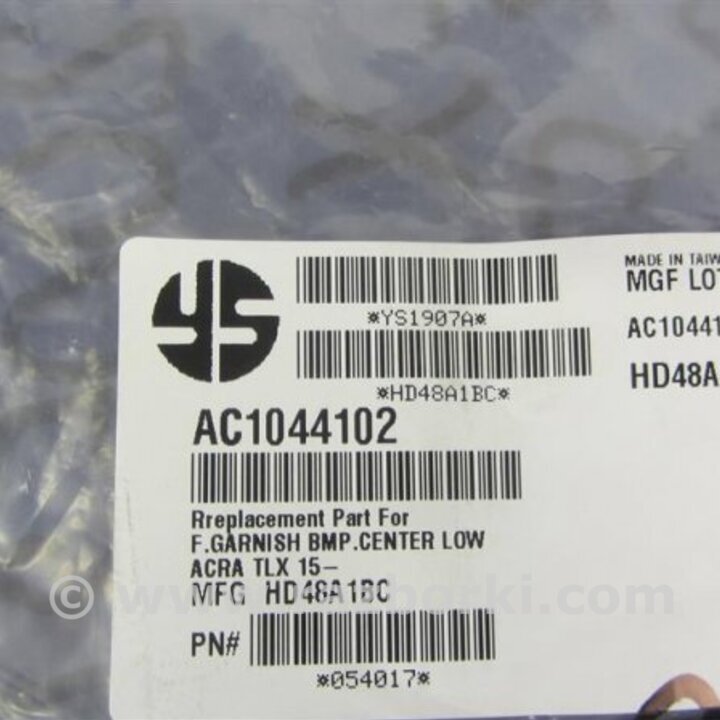 YS
MADE IN TAIW
MGF LOT
*YS1907A*
AC10441
*HD48A1BC*
HD48A
AC1044102
Rreplacement Part For
F.GARNISH BMP.CENTER LOW
ACRA TLX 15-
MFG HD48A1BC
PN#
*054017*